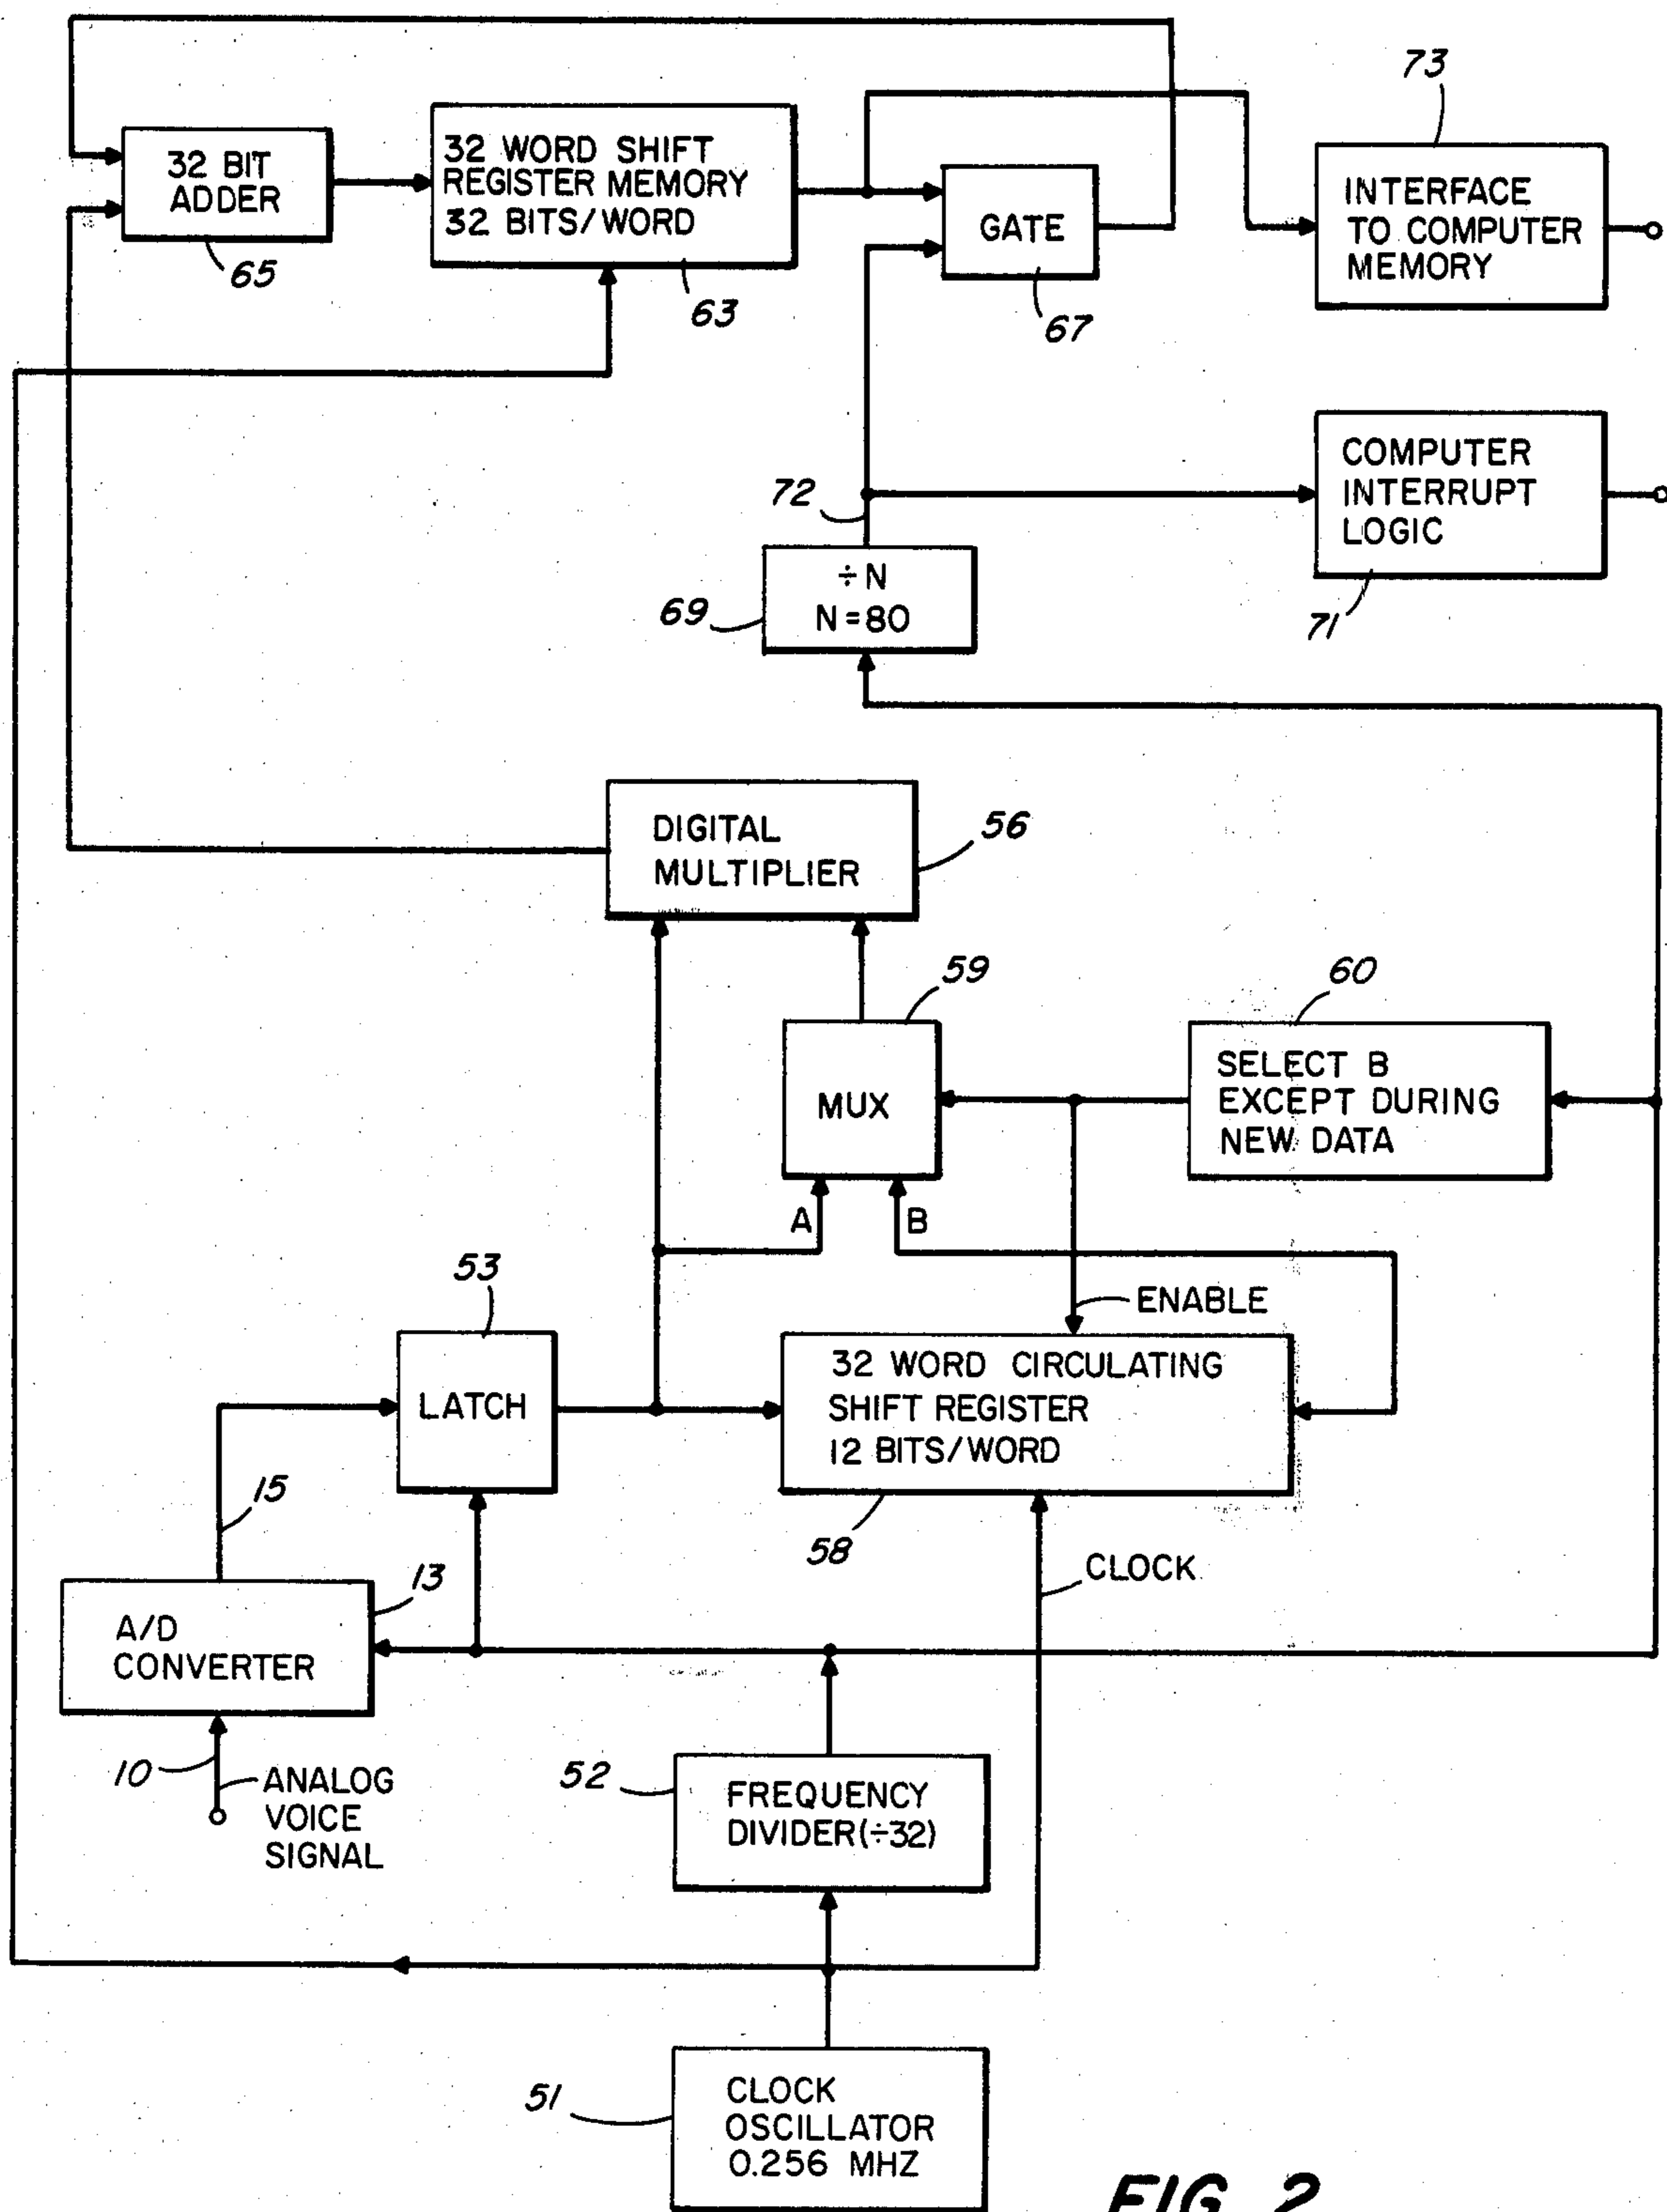 73
32 BIT
ADDER
65
32 WORD SHIFT
REGISTER MEMORY
32 BITS/WORD
63
GATE
67
INTERFACE
TO COMPUTER
MEMORY
COMPUTER
INTERRUPT
LOGIC
71
72
÷ N
N=80
69
DIGITAL
MULTIPLIER
56
59
MUX
60
SELECT B
EXCEPT DURING
NEW DATA
A
B
53
LATCH
ENABLE
32 WORD CIRCULATING
SHIFT REGISTER
12 BITS/WORD
58
CLOCK
15
13
A/D
CONVERTER
10
ANALOG
VOICE
SIGNAL
52
FREQUENCY
DIVIDER(÷32)
51
CLOCK
OSCILLATOR
0.256 MHZ
FIG. 2